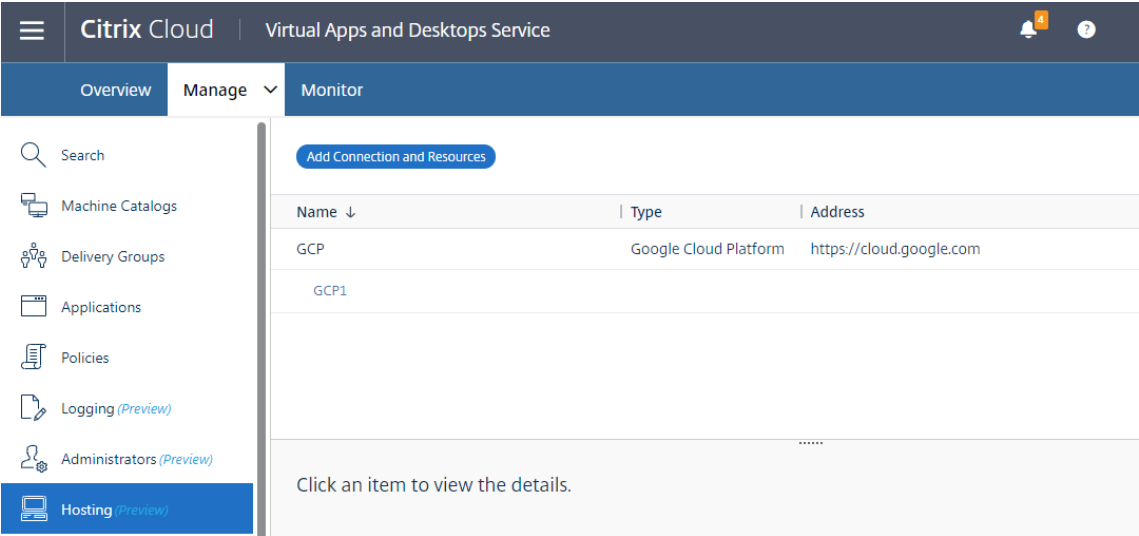 Citrix Cloud | Virtual Apps and Desktops Service 4 ?
Overview Manage Monitor
Search
Machine Catalogs
Delivery Groups
Applications
Policies
Logging (Preview)
Administrators (Preview)
Hosting (Preview)
Add Connection and Resources
Name ↓ Type Address
GCP Google Cloud Platform https://cloud.google.com
GCP1
Click an item to view the details.